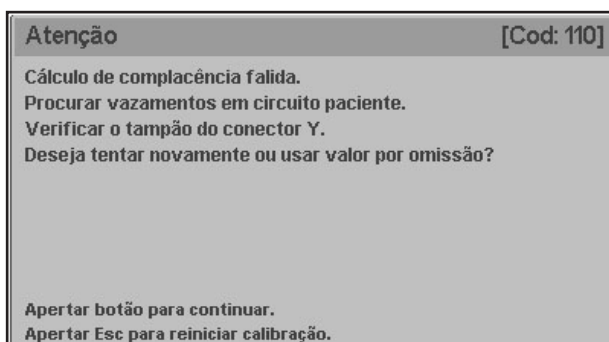 Atenção [Cod: 110]
Cálculo de complacência falida.
Procurar vazamentos em circuito paciente.
Verificar o tampão do conector Y.
Deseja tentar novamente ou usar valor por omissão?
Apertar botão para continuar.
Apertar Esc para reiniciar calibração.